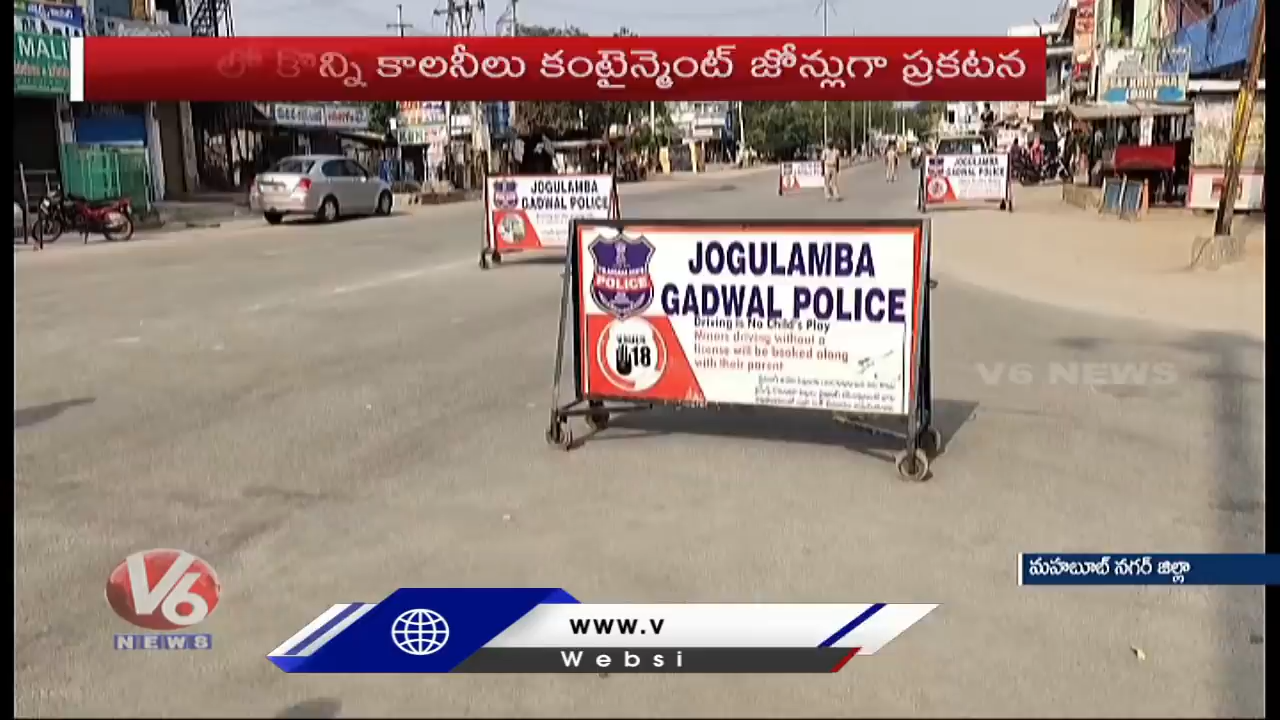 MALI
లో కొన్ని కాలనీలు కంటైన్మెంట్ జోన్లుగా ప్రకటన
JOGULAMBA
GADWAL POLICE
JOGULAMBA
GADWAL POLICE
JOGULAMBA
GADWAL POLICE
POLICE
Driving is No Child's Play
Minors driving without a
license will be booked along
with their parent
18
V6 NEWS
మహబూబ్ నగర్ జిల్లా
V6
NEWS
www.v
Websi